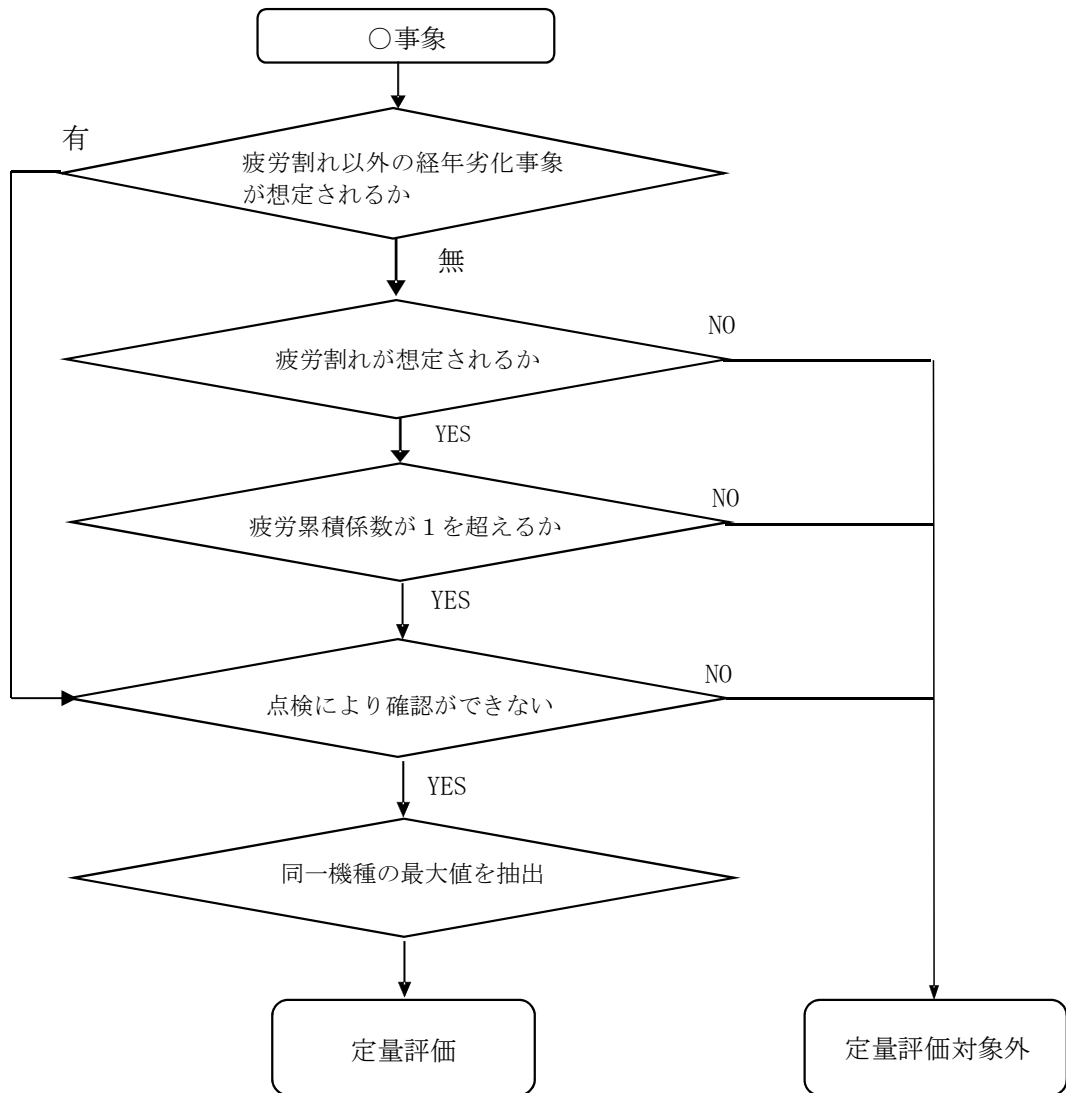 ○事象
有
疲労割れ以外の経年劣化事象
が想定されるか
無
NO
疲労割れが想定されるか
YES
NO
疲労累積係数が１を超えるか
YES
NO
点検により確認ができない
YES
同一機種の最大値を抽出
定量評価
定量評価対象外